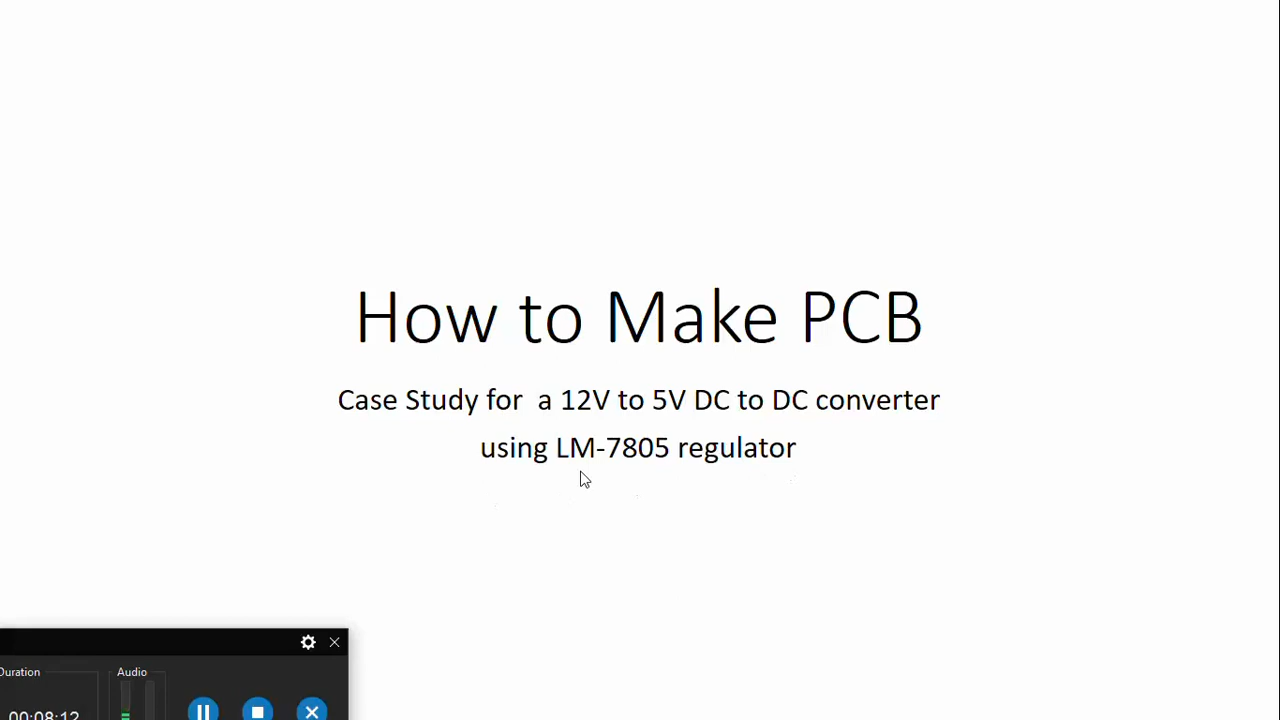 How to Make PCB
Case Study for a 12V to 5V DC to DC converter
using LM-7805 regulator
Duration
Audio
00:08:12